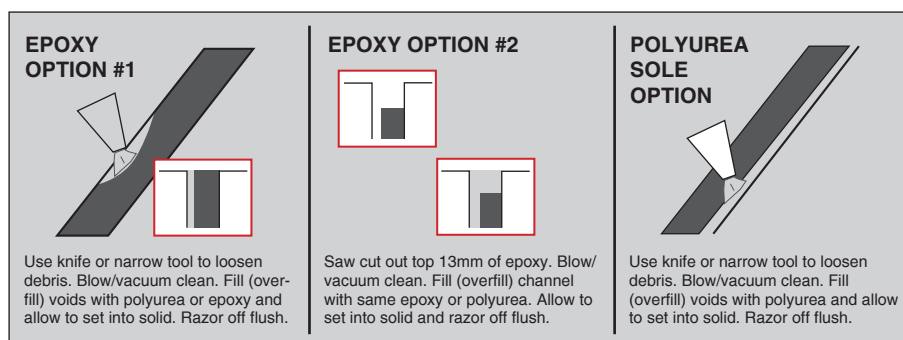 EPOXY
OPTION #1
Use knife or narrow tool to loosen
debris. Blow/vacuum clean. Fill (over-
fill) voids with polyurea or epoxy and
allow to set into solid. Razor off flush.
EPOXY OPTION #2
Saw cut out top 13mm of epoxy. Blow/
vacuum clean. Fill (overfill) channel
with same epoxy or polyurea. Allow to
set into solid and razor off flush.
POLYUREA
SOLE
OPTION
Use knife or narrow tool to loosen
debris. Blow/vacuum clean. Fill
(overfill) voids with polyurea and allow
to set into solid. Razor off flush.